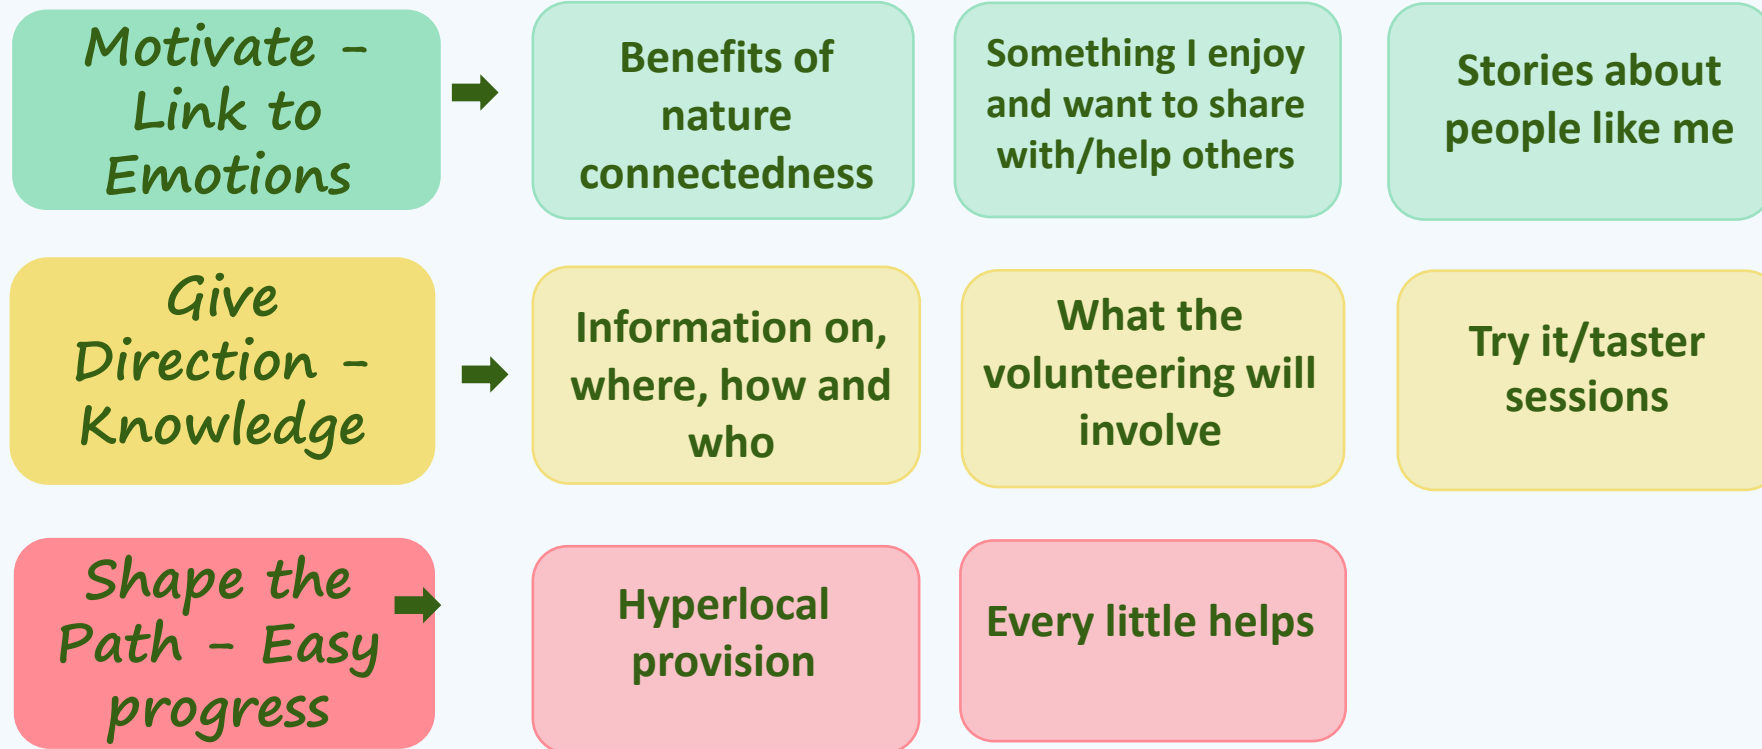 Motivate -
Link to
Emotions
Benefits of
nature
connectedness
Something I enjoy
and want to share
with/help others
Stories about
people like me
Give
Direction -
Knowledge
Information on,
where, how and
who
What the
volunteering will
involve
Try it/taster
sessions
Shape the
Path - Easy
progress
Hyperlocal
provision
Every little helps